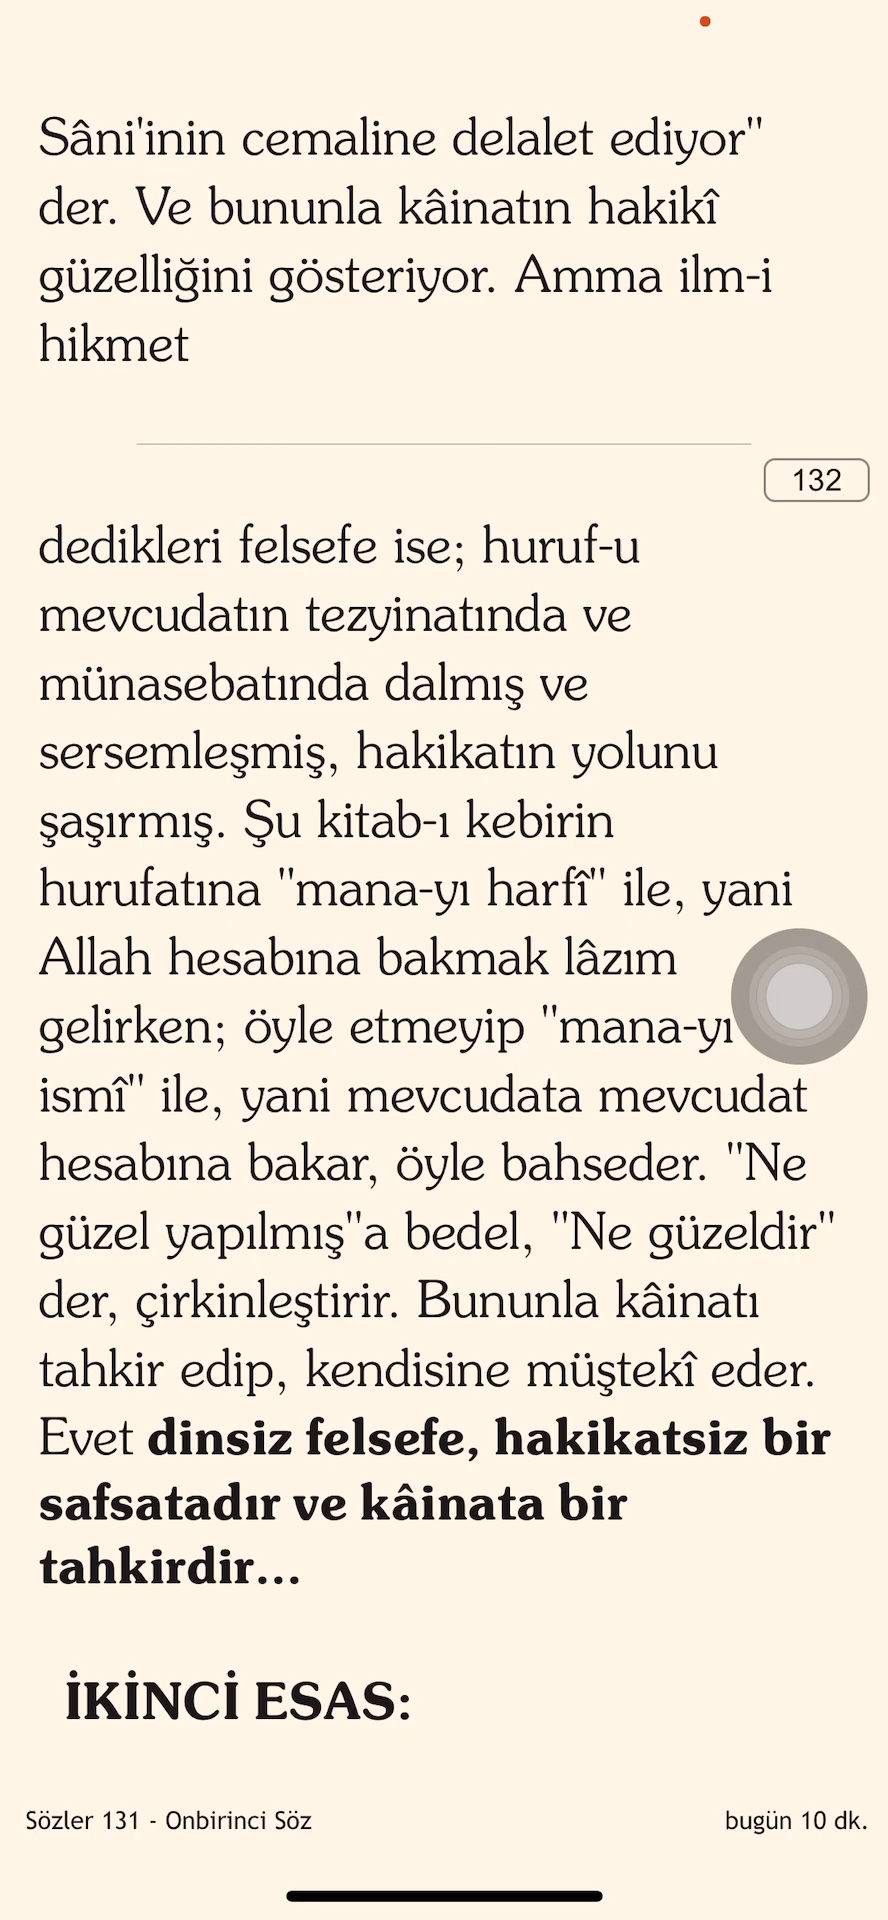 Sâni'inin cemaline delalet ediyor"
der. Ve bununla kâinatın hakikî
güzelliğini gösteriyor. Amma ilm-i
hikmet
132
dedikleri felsefe ise; huruf-u
mevcudatın tezyinatında ve
münasebatında dalmış ve
sersemleşmiş, hakikatın yolunu
şaşırmış. Şu kitab-ı kebirin
hurufatına "mana-yı harfî" ile, yani
Allah hesabına bakmak lâzım
gelirken; öyle etmeyip "mana-yı
ismî" ile, yani mevcudata mevcudat
hesabına bakar, öyle bahseder. "Ne
güzel yapılmış"a bedel, "Ne güzeldir"
der, çirkinleştirir. Bununla kâinatı
tahkir edip, kendisine müştekî eder.
Evet dinsiz felsefe, hakikatsiz bir
safsatadır ve kâinata bir
tahkirdir...
İKİNCİ ESAS:
Sözler 131 - Onbirinci Söz
bugün 10 dk.